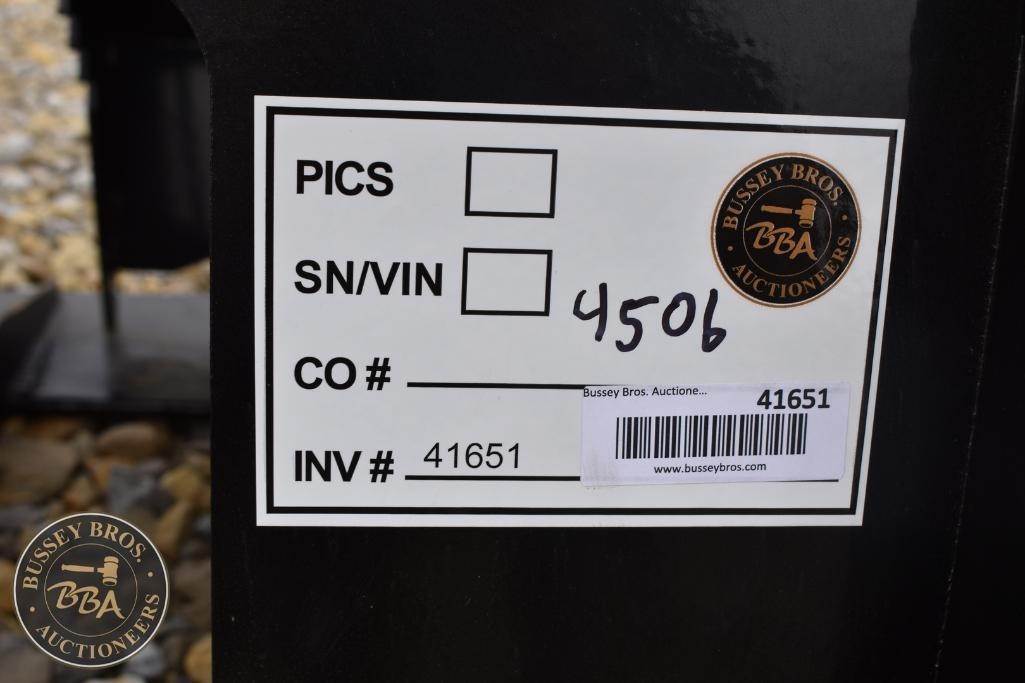 PICS
BUSSEY BROS.
BBA
AUCTIONEERS
SN/VIN
4506
CO #
Bussey Bros. Auctione...
41651
INV # 41651
www.busseybros.com
BUSSEY BROS.
BBA
AUCTIONEERS